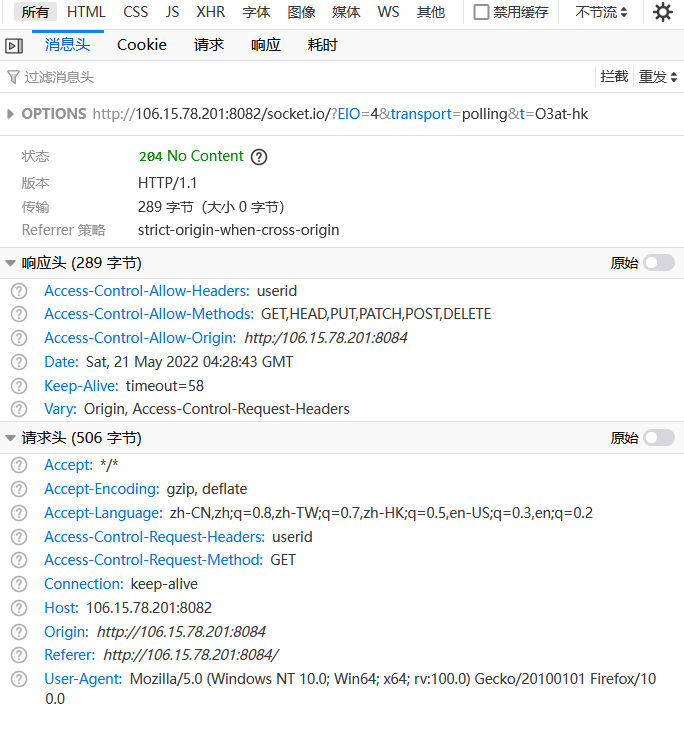 所有 HTML CSS JS XHR 字体 图像 媒体 WS 其他 禁用缓存 不节流
消息头 Cookie 请求 响应 耗时
过滤消息头 拦截 重发
OPTIONS http://106.15.78.201:8082/socket.io/?EIO=4&transport=polling&t=O3at-hk
状态 204 No Content ?
版本 HTTP/1.1
传输 289 字节（大小 0 字节）
Referrer 策略 strict-origin-when-cross-origin
响应头 (289 字节) 原始
? Access-Control-Allow-Headers: userid
? Access-Control-Allow-Methods: GET,HEAD,PUT,PATCH,POST,DELETE
? Access-Control-Allow-Origin: http:/106.15.78.201:8084
? Date: Sat, 21 May 2022 04:28:43 GMT
? Keep-Alive: timeout=58
? Vary: Origin, Access-Control-Request-Headers
请求头 (506 字节) 原始
? Accept: */*
? Accept-Encoding: gzip, deflate
? Accept-Language: zh-CN,zh;q=0.8,zh-TW;q=0.7,zh-HK;q=0.5,en-US;q=0.3,en;q=0.2
? Access-Control-Request-Headers: userid
? Access-Control-Request-Method: GET
? Connection: keep-alive
? Host: 106.15.78.201:8082
? Origin: http://106.15.78.201:8084
? Referer: http://106.15.78.201:8084/
? User-Agent: Mozilla/5.0 (Windows NT 10.0; Win64; x64; rv:100.0) Gecko/20100101 Firefox/10
0.0